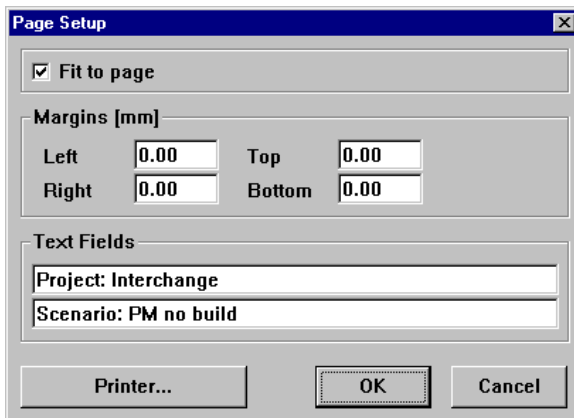 Page Setup
Fit to page
Margins [mm]
Left 0.00 Top 0.00
Right 0.00 Bottom 0.00
Text Fields
Project: Interchange
Scenario: PM no build
Printer... OK Cancel